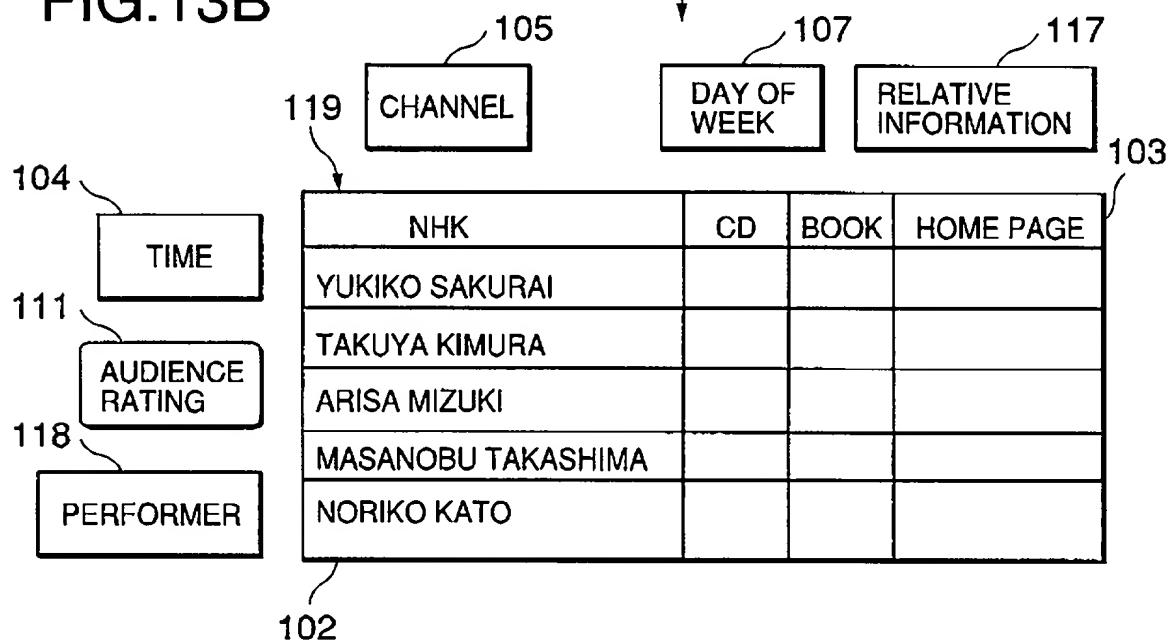 FIG.13B
105
107
117
CHANNEL
DAY OF
WEEK
RELATIVE
INFORMATION
119
103
104
TIME
NHK CD BOOK HOME PAGE
YUKIKO SAKURAI
111
TAKUYA KIMURA
AUDIENCE
RATING
ARISA MIZUKI
118
MASANOBU TAKASHIMA
PERFORMER
NORIKO KATO
102